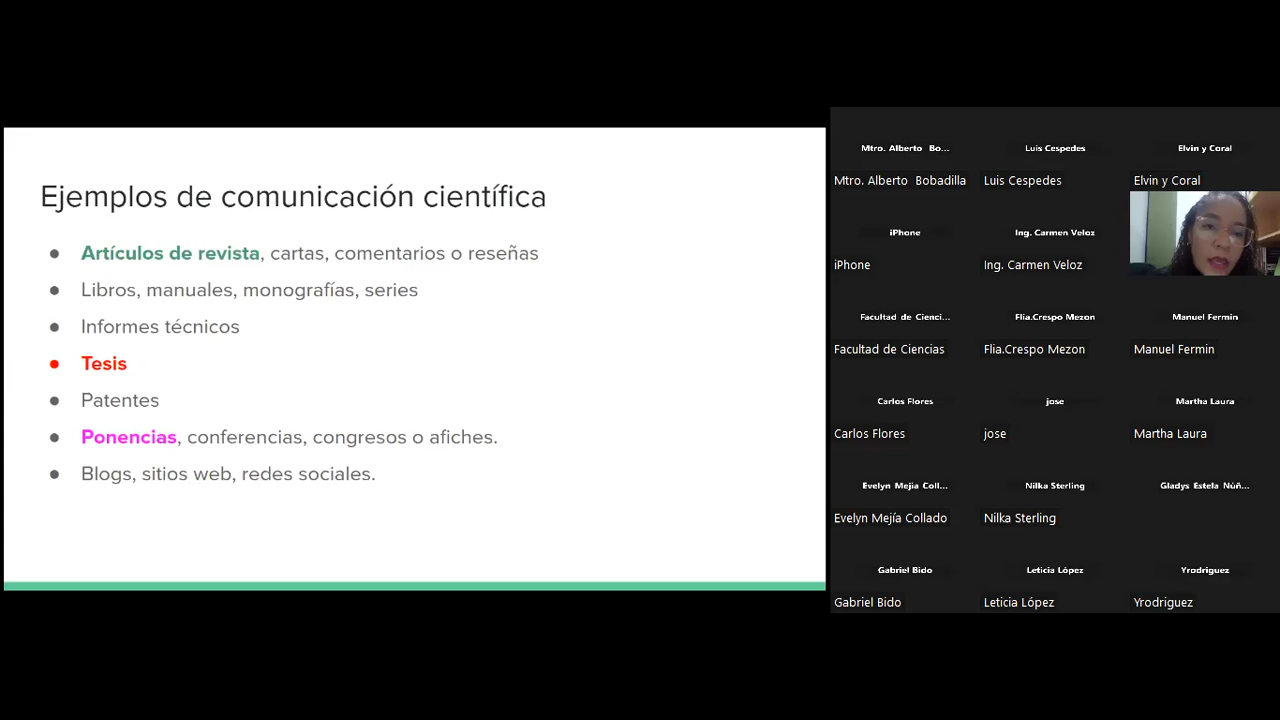 Ejemplos de comunicación científica
● Artículos de revista, cartas, comentarios o reseñas
● Libros, manuales, monografías, series
● Informes técnicos
● Tesis
● Patentes
● Ponencias, conferencias, congresos o afiches.
● Blogs, sitios web, redes sociales.
Mtro. Alberto Bo... Luis Cespedes Elvin y Coral
Mtro. Alberto Bobadilla Luis Cespedes Elvin y Coral
iPhone Ing. Carmen Veloz
iPhone Ing. Carmen Veloz
Facultad de Cienci... Flia.Crespo Mezon Manuel Fermin
Facultad de Ciencias Flia.Crespo Mezon Manuel Fermin
Carlos Flores jose Martha Laura
Carlos Flores jose Martha Laura
Evelyn Mejía Coll... Nilka Sterling Gladys Estela Núñ...
Evelyn Mejía Collado Nilka Sterling
Gabriel Bido Leticia López Yrodriguez
Gabriel Bido Leticia López Yrodriguez